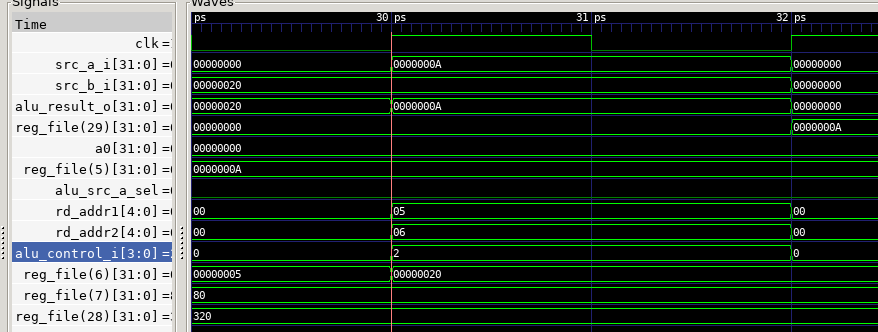 Signals Waves
Time ps 30 ps 31 ps 32 ps
clk=
src_a_i[31:0]= 00000000 0000000A 00000000
src_b_i[31:0]= 00000020 00000000
alu_result_o[31:0]= 00000020 0000000A 00000000
reg_file(29)[31:0]= 00000000 0000000A
a0[31:0]= 00000000
reg_file(5)[31:0]= 0000000A
alu_src_a_sel=
rd_addr1[4:0]= 00 05 00
rd_addr2[4:0]= 00 06 00
alu_control_i[3:0]= 0 2 0
reg_file(6)[31:0]= 00000005 00000020
reg_file(7)[31:0]= 80
reg_file(28)[31:0]= 320